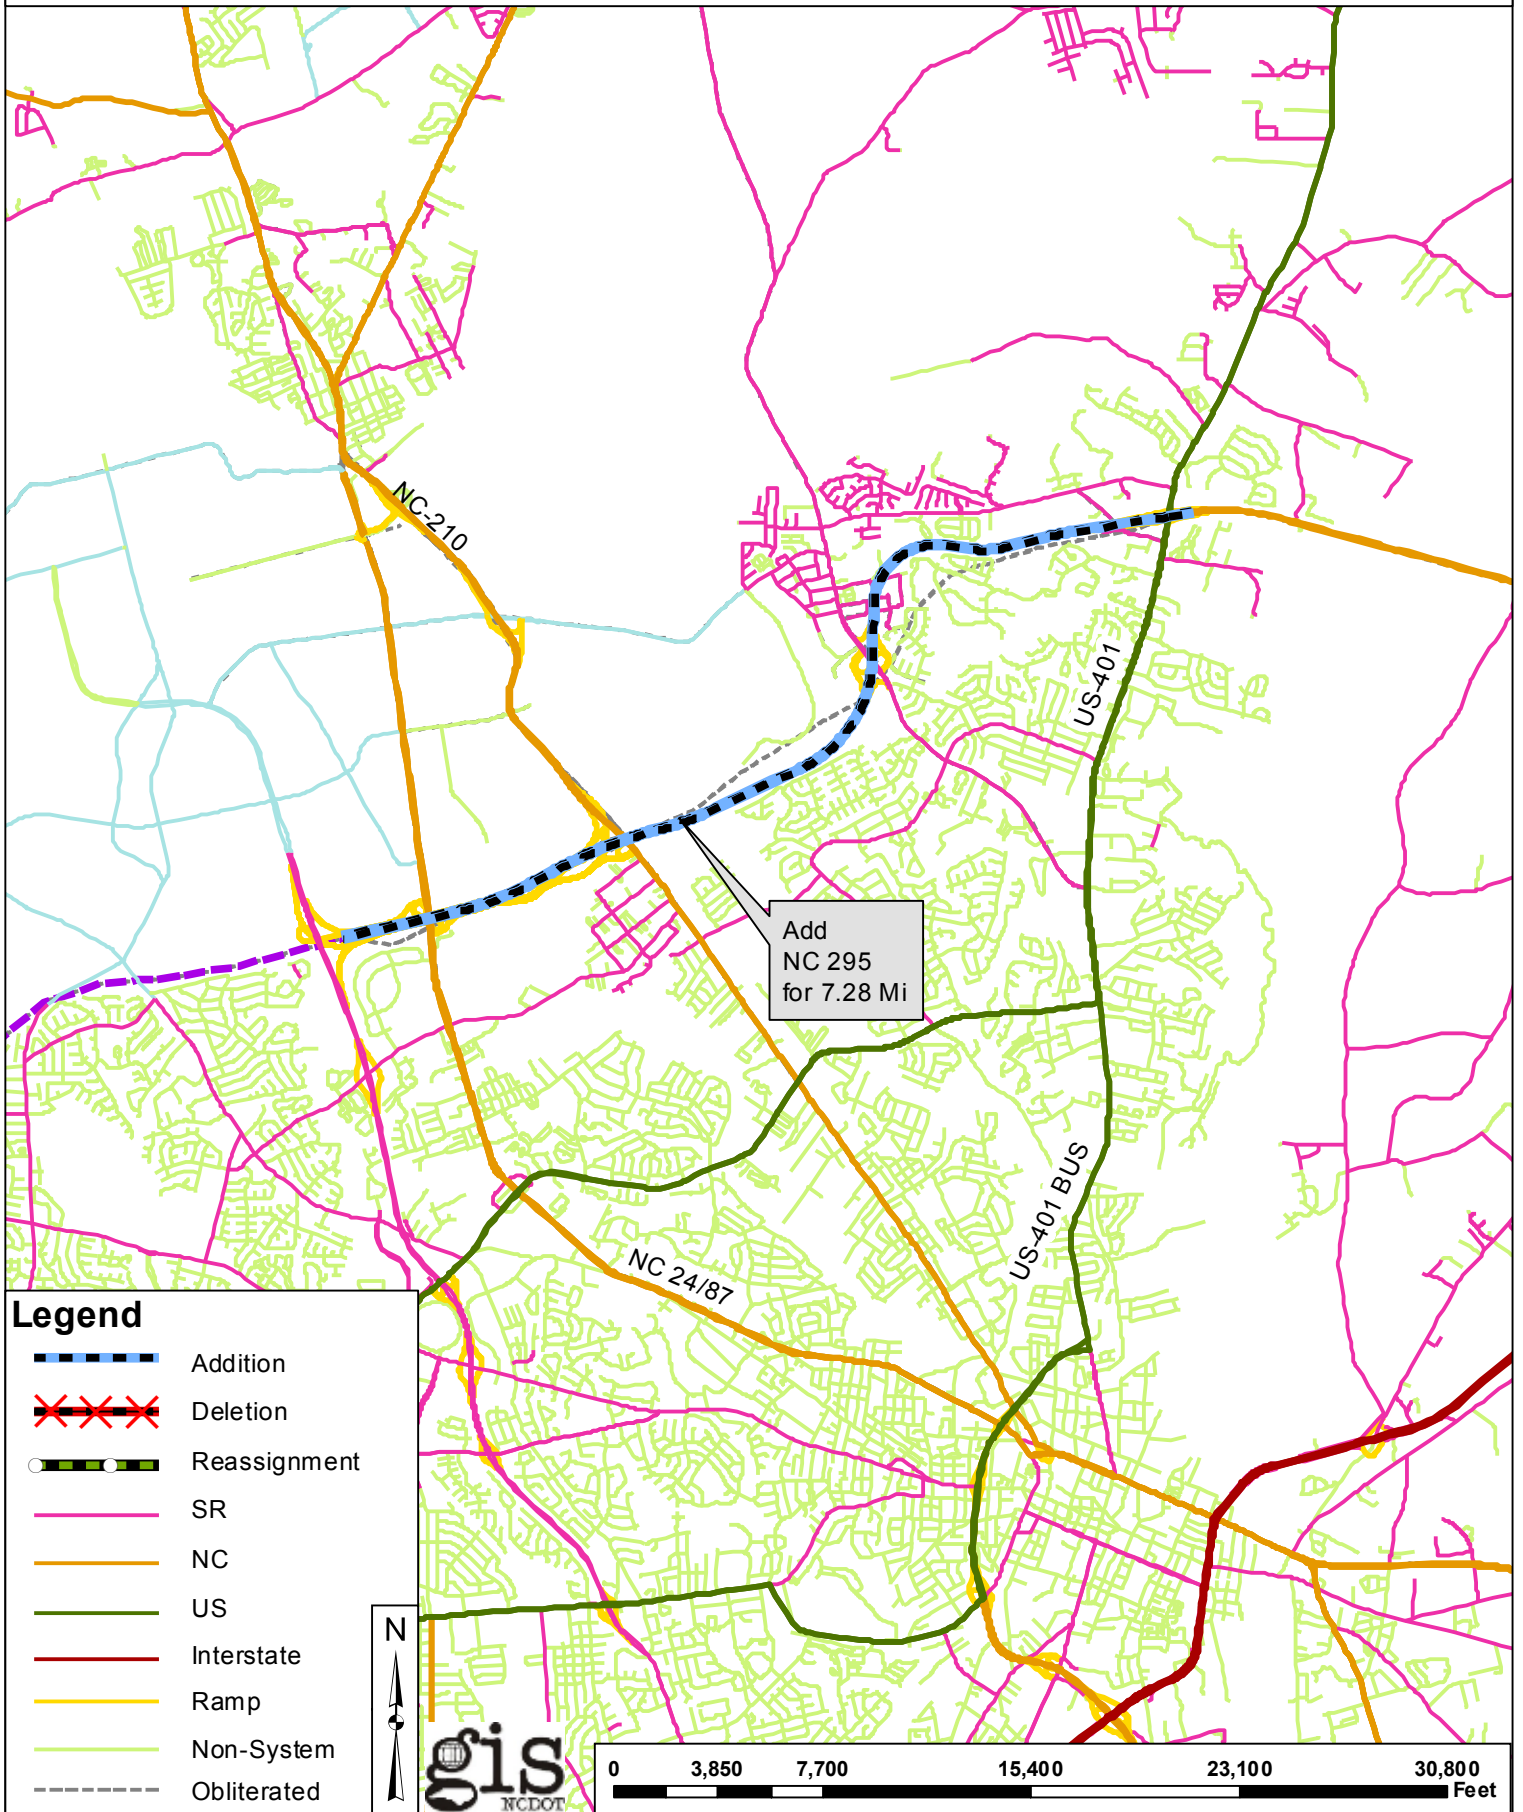 NC-210
US-401
Add
NC 295
for 7.28 Mi
US-401 BUS
NC 24/87
Legend
Addition
Deletion
Reassignment
SR
NC
US
Interstate
Ramp
Non-System
Obliterated
N
gis
NCDOT
0 3,850 7,700 15,400 23,100 30,800
Feet